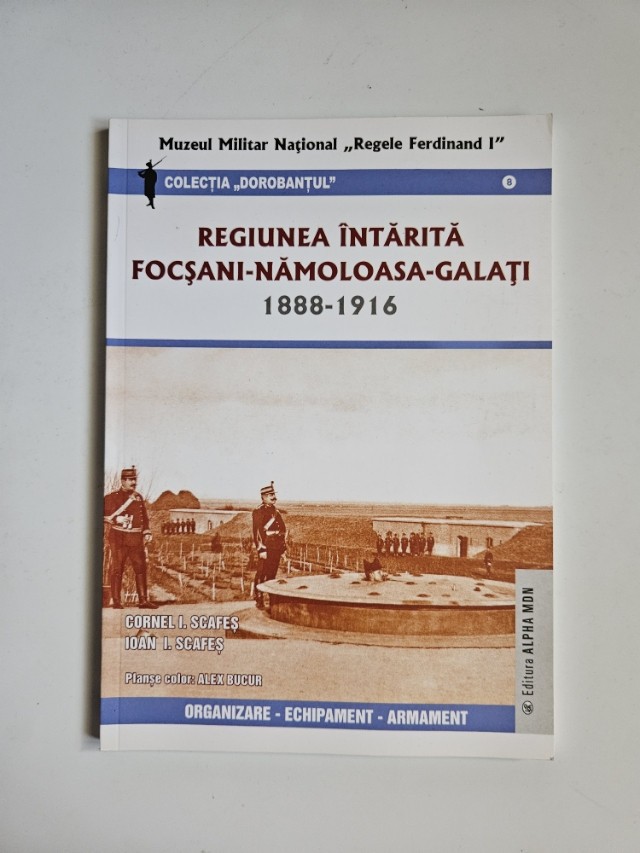 Muzeul Militar Naţional „Regele Ferdinand I”
COLECŢIA „DOROBANŢUL”
8
REGIUNEA ÎNTĂRITĂ
FOCŞANI-NĂMOLOASA-GALAŢI
1888-1916
CORNEL I. SCAFEŞ
IOAN I. SCAFEŞ
Planşe color: ALEX BUCUR
Editura ALPHA MDN
ORGANIZARE - ECHIPAMENT - ARMAMENT